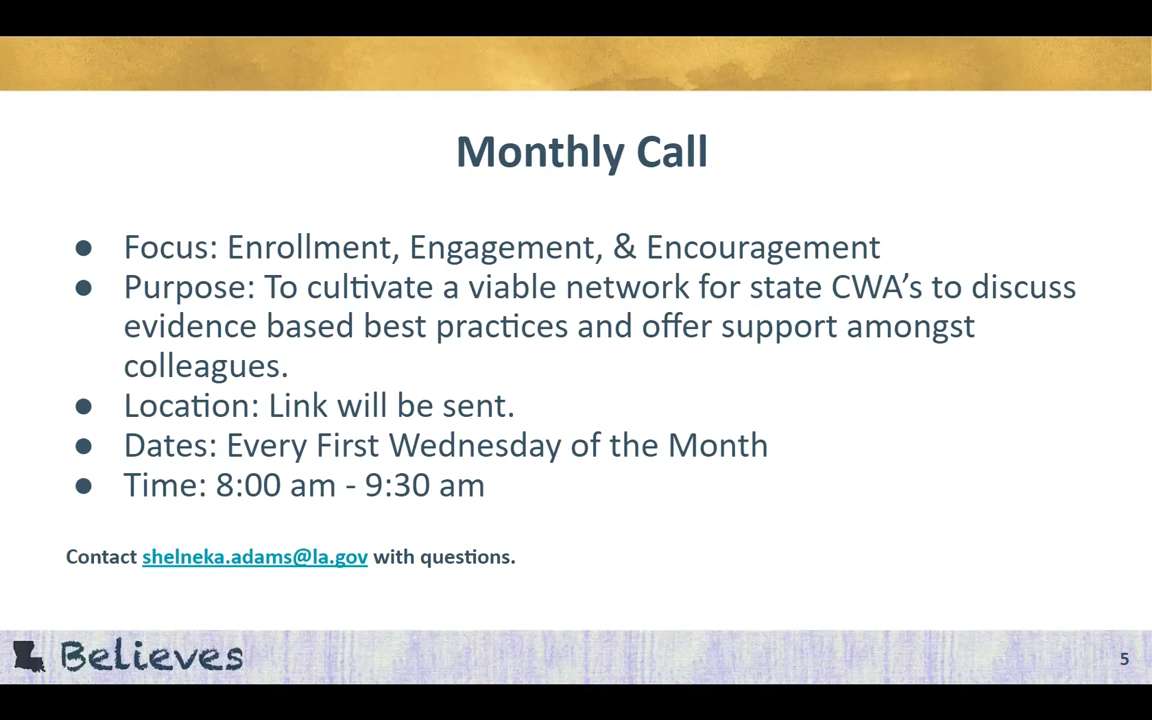 Monthly Call
● Focus: Enrollment, Engagement, & Encouragement
● Purpose: To cultivate a viable network for state CWA’s to discuss
evidence based best practices and offer support amongst
colleagues.
● Location: Link will be sent.
● Dates: Every First Wednesday of the Month
● Time: 8:00 am - 9:30 am
Contact shelneka.adams@la.gov with questions.
Believes
5